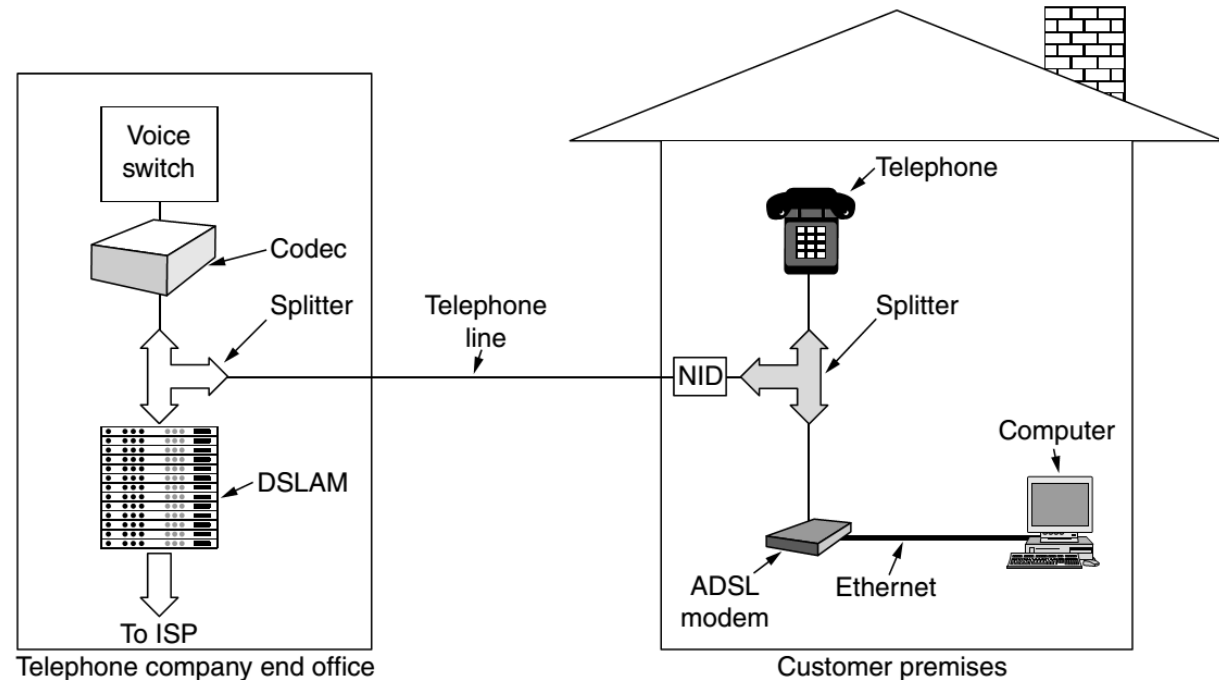 Voice
switch
Codec
Splitter
DSLAM
To ISP
Telephone company end office
Telephone
line
Telephone
Splitter
NID
Computer
ADSL
modem
Ethernet
Customer premises